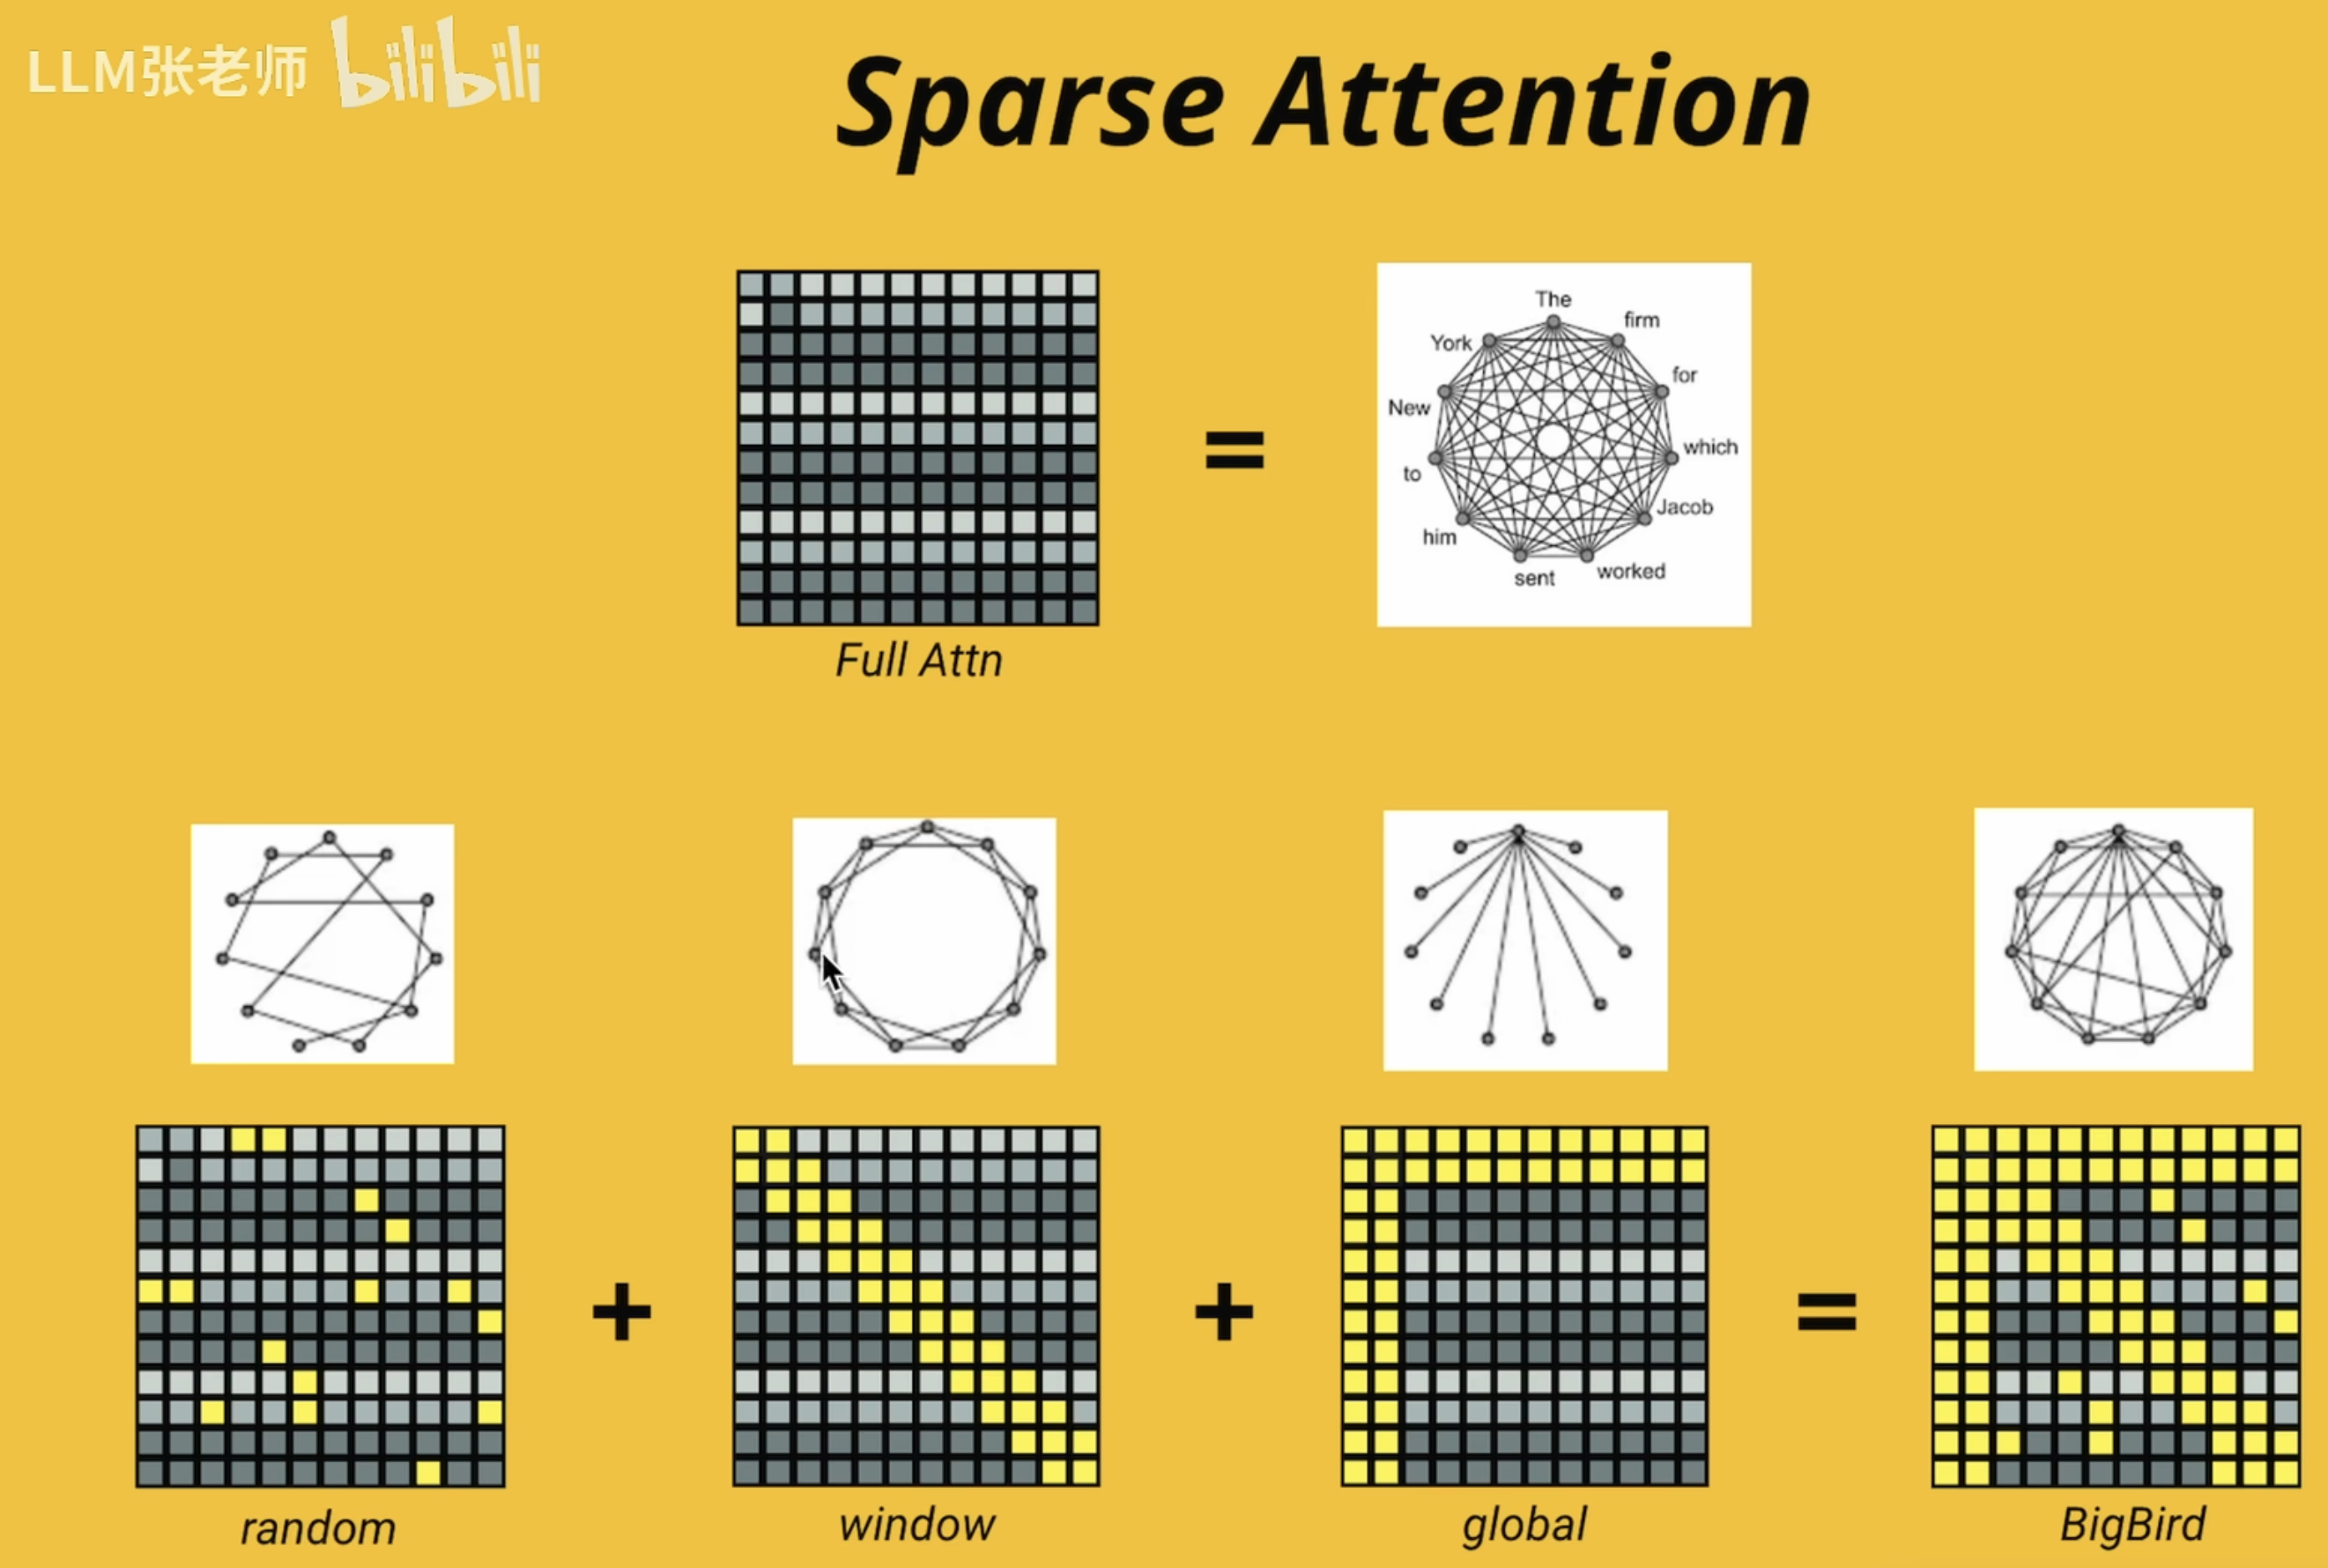 LLM张老师 bilibili
Sparse Attention
The
firm
York
for
New
which
to
Jacob
him
worked
sent
=
Full Attn
+
+
=
random
window
global
BigBird